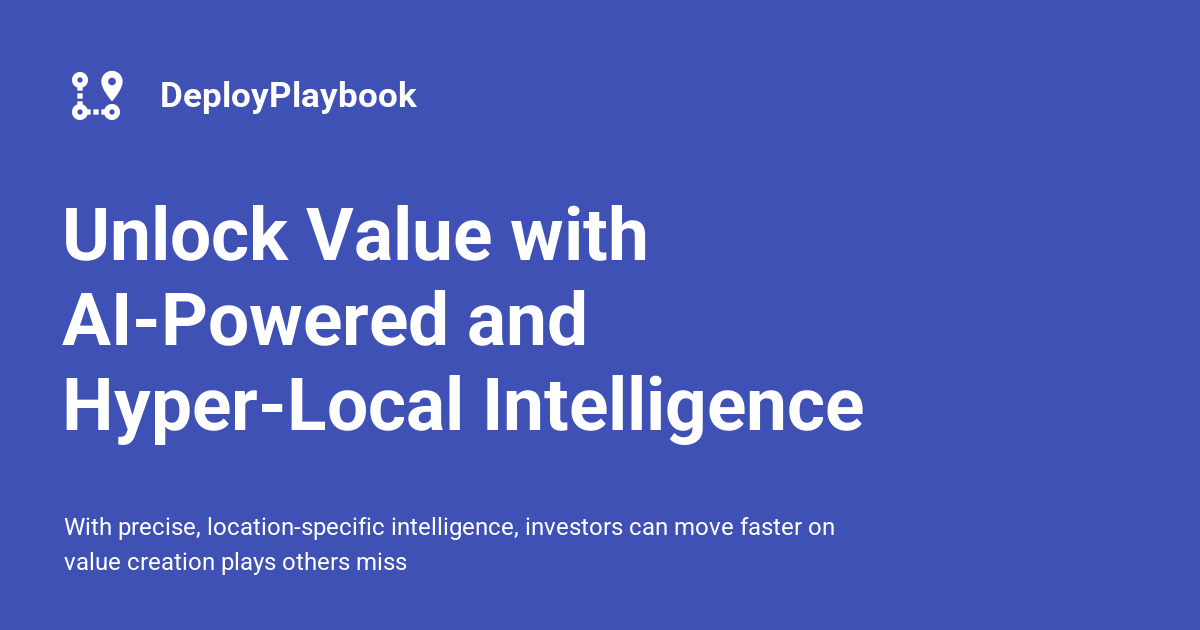 DeployPlaybook
Unlock Value with
AI-Powered and
Hyper-Local Intelligence
With precise, location-specific intelligence, investors can move faster on
value creation plays others miss